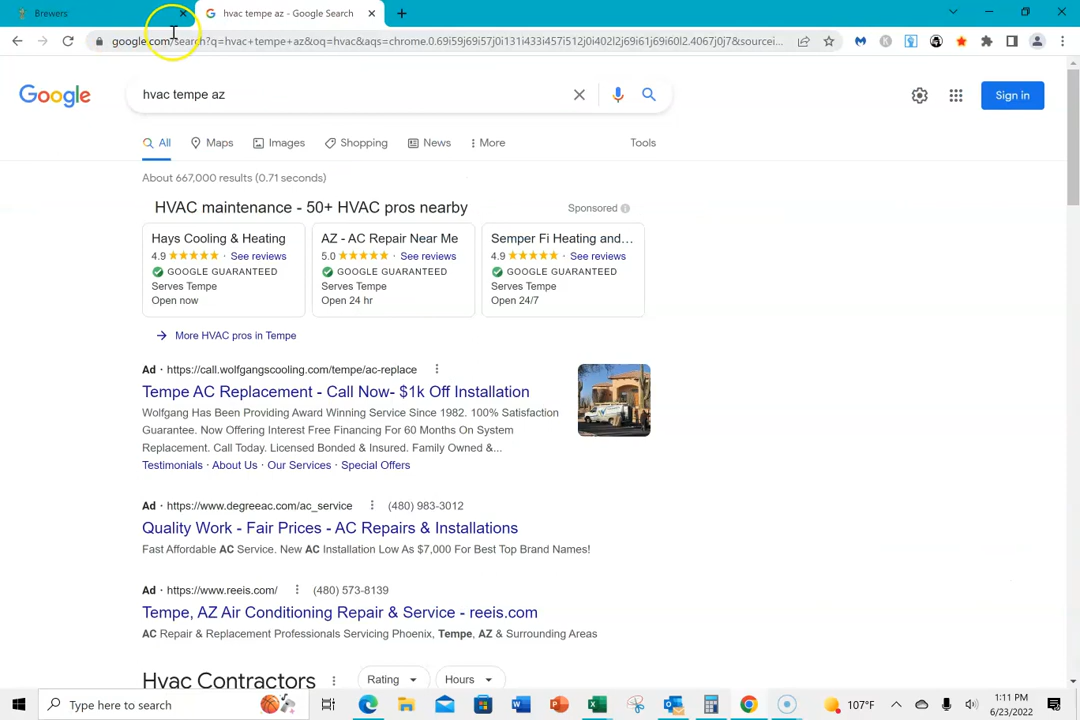 Brewers
hvac tempe az - Google Search
google.com/search?q=hvac+tempe+az&oq=hvac&aqs=chrome.0.69i59j69i57j0i131i433i457i512j0i402l2j69i61j69i60l2.4067j0j7&sourcei...
Google
hvac tempe az
Sign in
All
Maps
Images
Shopping
News
More
Tools
About 667,000 results (0.71 seconds)
HVAC maintenance - 50+ HVAC pros nearby
Sponsored
Hays Cooling & Heating
4.9 · See reviews
GOOGLE GUARANTEED
Serves Tempe
Open now
AZ - AC Repair Near Me
5.0 · See reviews
GOOGLE GUARANTEED
Serves Tempe
Open 24 hr
Semper Fi Heating and...
4.9 · See reviews
GOOGLE GUARANTEED
Serves Tempe
Open 24/7
More HVAC pros in Tempe
Ad · https://call.wolfgangscooling.com/tempe/ac-replace
Tempe AC Replacement - Call Now- $1k Off Installation
Wolfgang Has Been Providing Award Winning Service Since 1982. 100% Satisfaction
Guarantee. Now Offering Interest Free Financing For 60 Months On System
Replacement. Call Today. Licensed Bonded & Insured. Family Owned &...
Testimonials · About Us · Our Services · Special Offers
Ad · https://www.degreeac.com/ac_service (480) 983-3012
Quality Work - Fair Prices - AC Repairs & Installations
Fast Affordable AC Service. New AC Installation Low As $7,000 For Best Top Brand Names!
Ad · https://www.reeis.com/ (480) 573-8139
Tempe, AZ Air Conditioning Repair & Service - reeis.com
AC Repair & Replacement Professionals Servicing Phoenix, Tempe, AZ & Surrounding Areas
Hvac Contractors
Rating
Hours
Type here to search
107°F
1:11 PM
6/23/2022